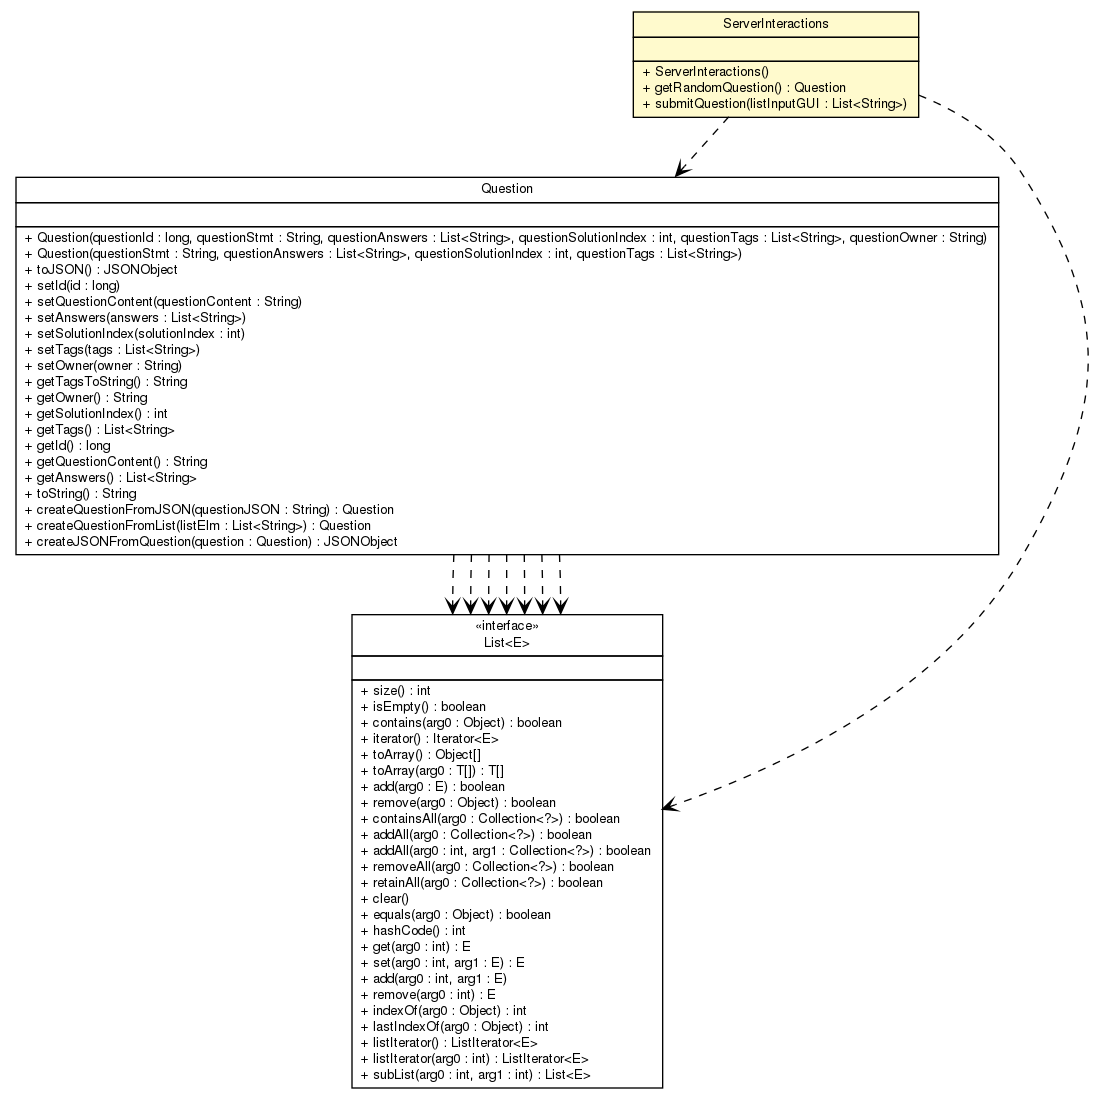 ServerInteractions
+ ServerInteractions()
+ getRandomQuestion() : Question
+ submitQuestion(listInputGUI : List<String>)
Question
+ Question(questionId : long, questionStmt : String, questionAnswers : List<String>, questionSolutionIndex : int, questionTags : List<String>, questionOwner : String)
+ Question(questionStmt : String, questionAnswers : List<String>, questionSolutionIndex : int, questionTags : List<String>)
+ toJSON() : JSONObject
+ setId(id : long)
+ setQuestionContent(questionContent : String)
+ setAnswers(answers : List<String>)
+ setSolutionIndex(solutionIndex : int)
+ setTags(tags : List<String>)
+ setOwner(owner : String)
+ getTagsToString() : String
+ getOwner() : String
+ getSolutionIndex() : int
+ getTags() : List<String>
+ getId() : long
+ getQuestionContent() : String
+ getAnswers() : List<String>
+ toString() : String
+ createQuestionFromJSON(questionJSON : String) : Question
+ createQuestionFromList(listElm : List<String>) : Question
+ createJSONFromQuestion(question : Question) : JSONObject
«interface»
List<E>
+ size() : int
+ isEmpty() : boolean
+ contains(arg0 : Object) : boolean
+ iterator() : Iterator<E>
+ toArray() : Object[]
+ toArray(arg0 : T[]) : T[]
+ add(arg0 : E) : boolean
+ remove(arg0 : Object) : boolean
+ containsAll(arg0 : Collection<?>) : boolean
+ addAll(arg0 : Collection<?>) : boolean
+ addAll(arg0 : int, arg1 : Collection<?>) : boolean
+ removeAll(arg0 : Collection<?>) : boolean
+ retainAll(arg0 : Collection<?>) : boolean
+ clear()
+ equals(arg0 : Object) : boolean
+ hashCode() : int
+ get(arg0 : int) : E
+ set(arg0 : int, arg1 : E) : E
+ add(arg0 : int, arg1 : E)
+ remove(arg0 : int) : E
+ indexOf(arg0 : Object) : int
+ lastIndexOf(arg0 : Object) : int
+ listIterator() : ListIterator<E>
+ listIterator(arg0 : int) : ListIterator<E>
+ subList(arg0 : int, arg1 : int) : List<E>